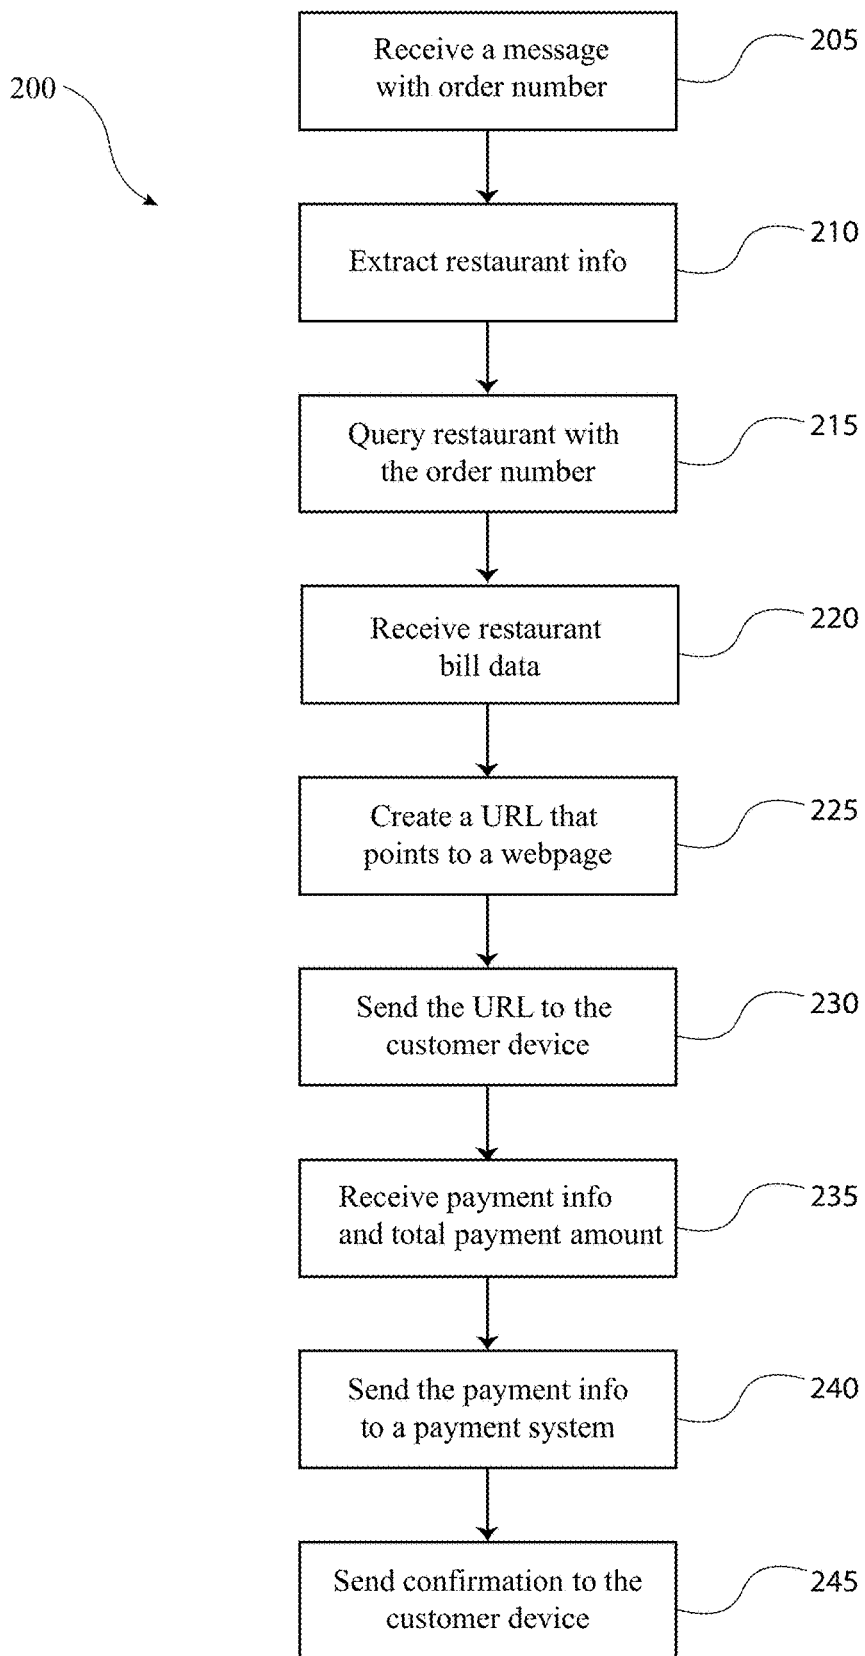 200
Receive a message
with order number
205
Extract restaurant info
210
Query restaurant with
the order number
215
Receive restaurant
bill data
220
Create a URL that
points to a webpage
225
Send the URL to the
customer device
230
Receive payment info
and total payment amount
235
Send the payment info
to a payment system
240
Send confirmation to the
customer device
245